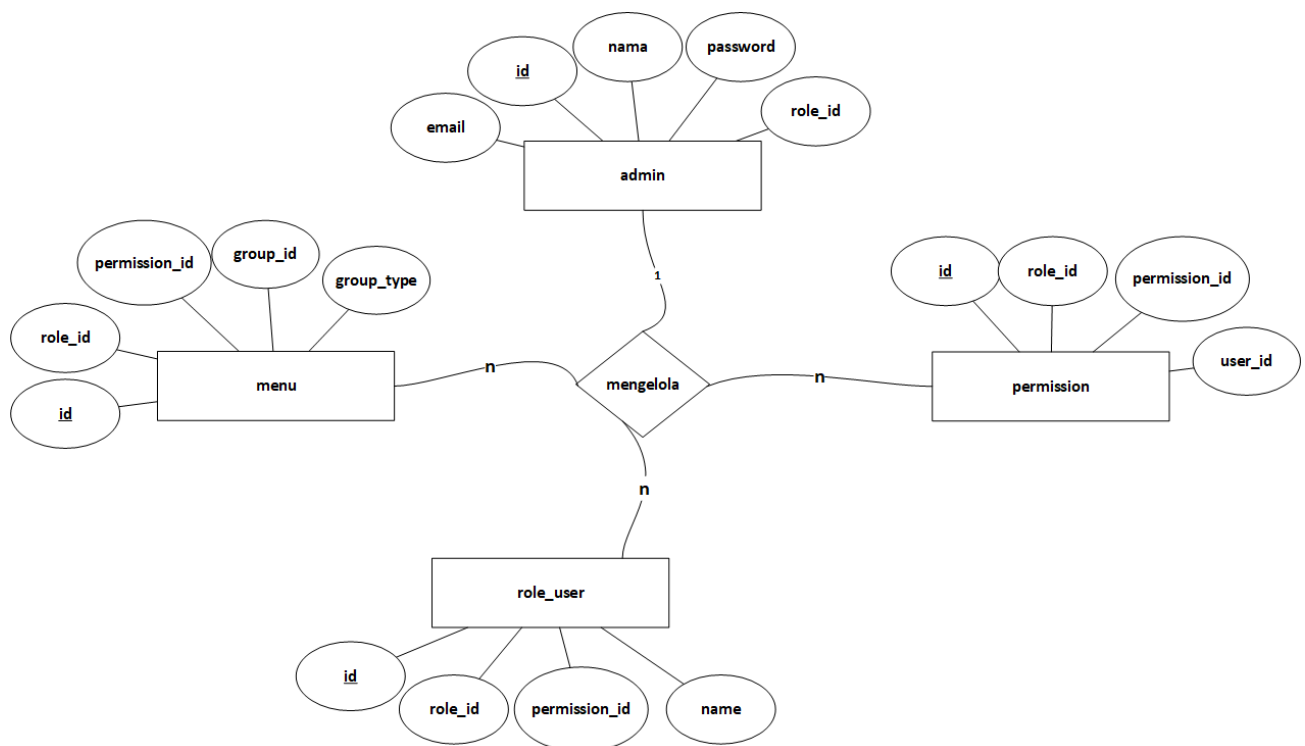 nama
password
id
role_id
email
admin
permission_id
group_id
group_type
role_id
menu
id
1
n
mengelola
n
n
id
role_id
permission_id
user_id
permission
role_user
id
role_id
permission_id
name